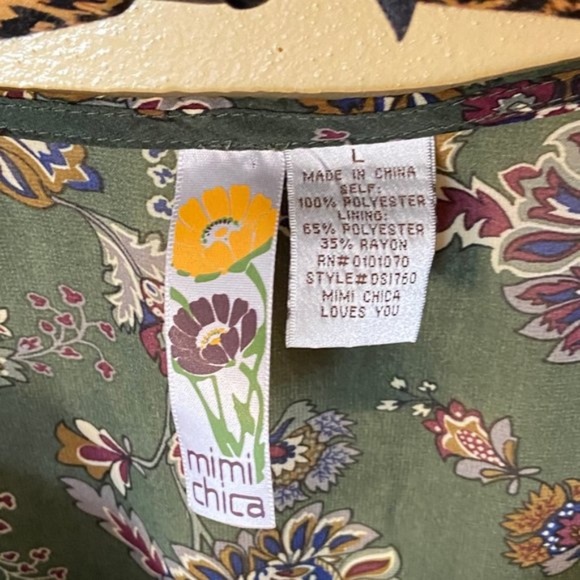 mimi
chica
L
MADE IN CHINA
SELF:
100% POLYESTER
LINING:
65% POLYESTER
35% RAYON
RN# 0101070
STYLE# DS1760
MIMI CHICA
LOVES YOU